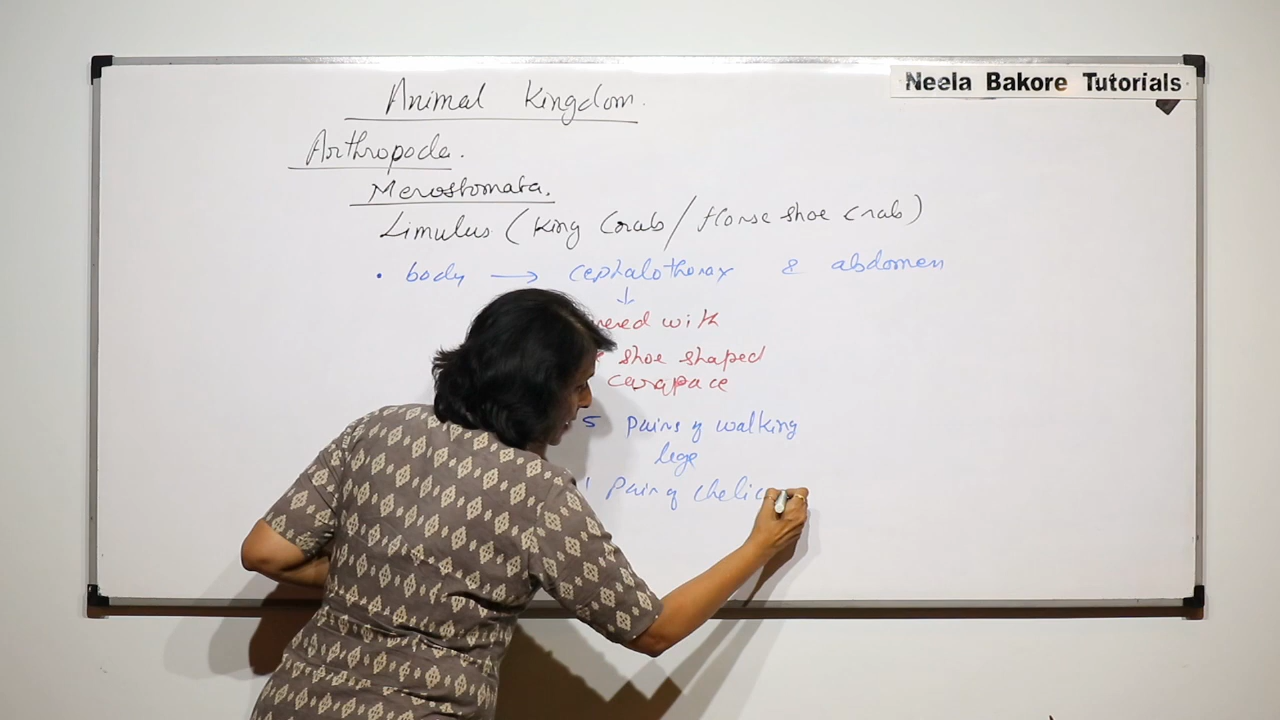 Neela Bakore Tutorials
Animal Kingdom.
Arthropoda.
Merostomata.
Limulus (King Crab / Horse shoe crab)
• body → cephalothorax & abdomen
↓
with
shoe shaped
carapace
5 pairs of walking
legs
1 pair of chelic